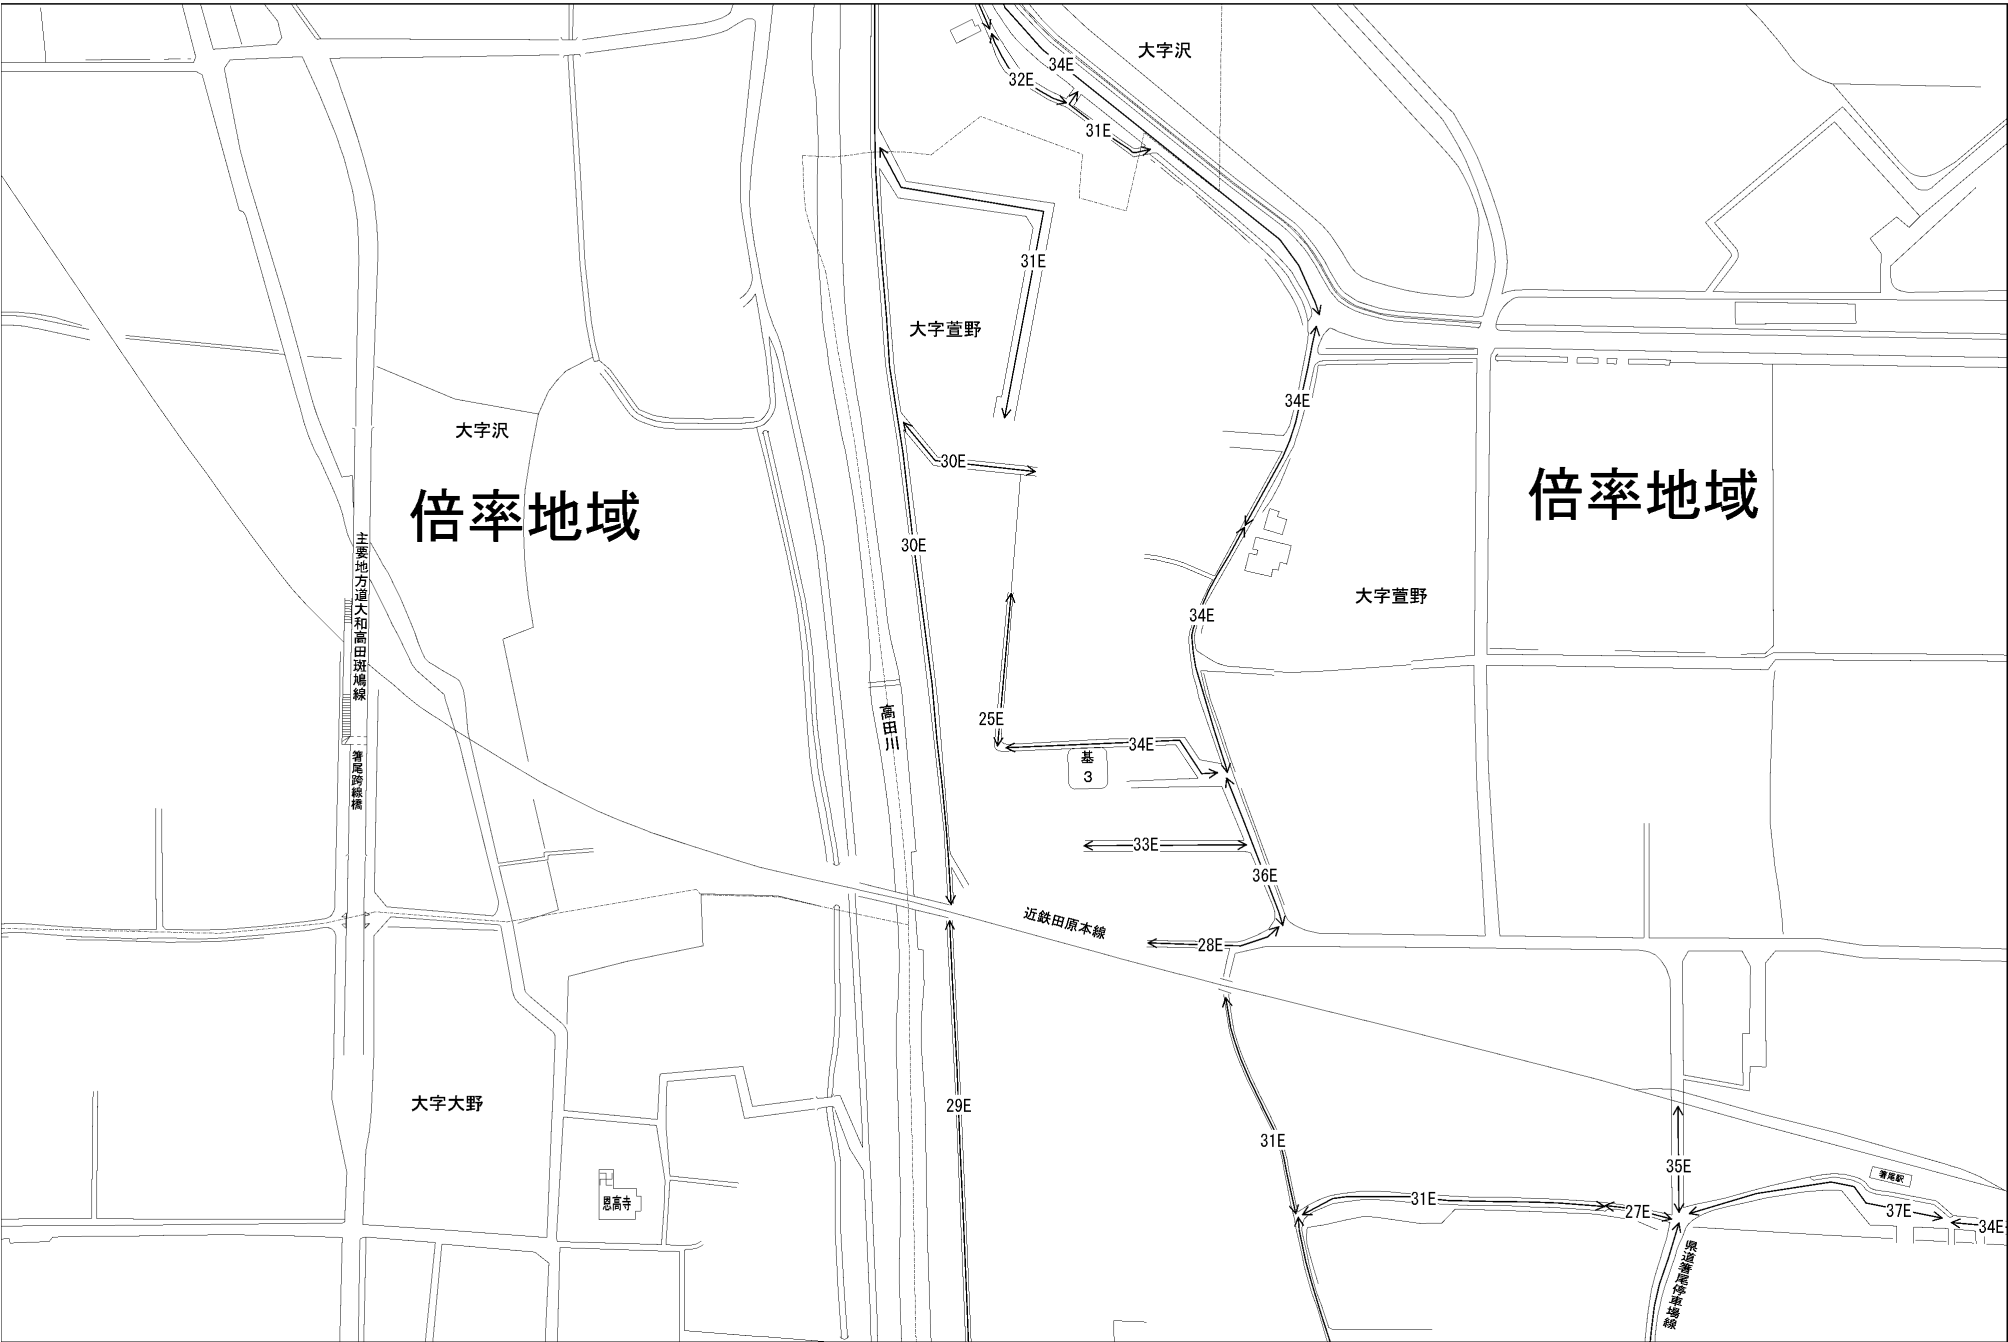 大字沢
34E
32E
31E
31E
大字萱野
34E
大字沢
30E
倍率地域
倍率地域
主要地方道大和高田斑鳩線
30E
大字萱野
34E
高田川
25E
34E
基
3
箸尾跨線橋
33E
36E
近鉄田原本線
28E
大字大野
29E
31E
35E
箸尾駅
恩高寺
31E
27E
37E
34E
県道箸尾停車場線